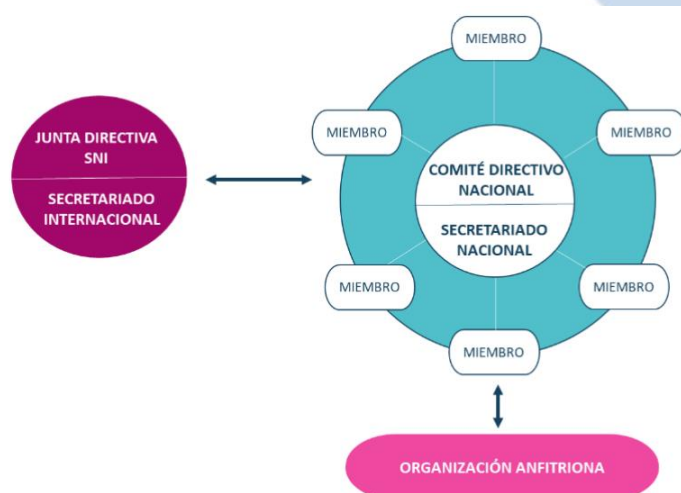 MIEMBRO
MIEMBRO
MIEMBRO
JUNTA DIRECTIVA
SNI
SECRETARIADO
INTERNACIONAL
COMITÉ DIRECTIVO
NACIONAL
SECRETARIADO
NACIONAL
MIEMBRO
MIEMBRO
MIEMBRO
ORGANIZACIÓN ANFITRIONA